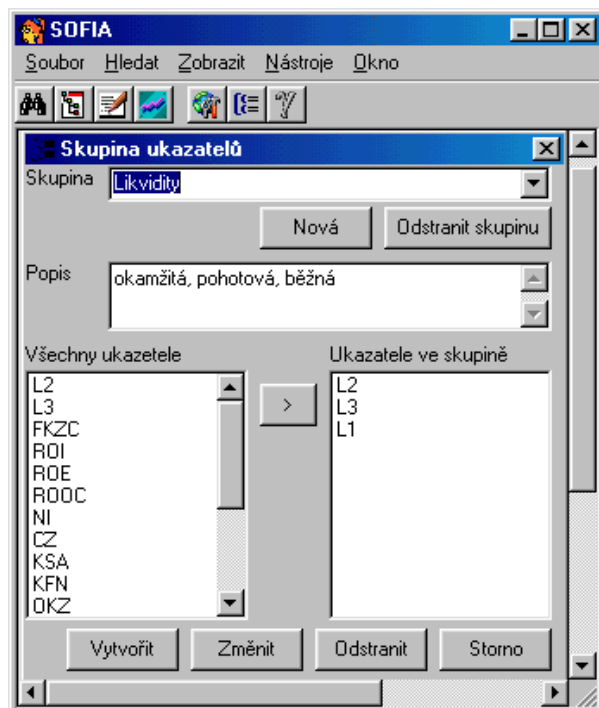 SOFIA
Soubor Hledat Zobrazit Nástroje Okno
Skupina ukazatelů
Skupina Likvidity
Nová Odstranit skupinu
Popis okamžitá, pohotová, běžná
Všechny ukazetele Ukazatele ve skupině
L2 L2
L3 > L3
FKZC L1
ROI
ROE
ROOC
NI
CZ
KSA
KFN
OKZ
Vytvořit Změnit Odstranit Storno